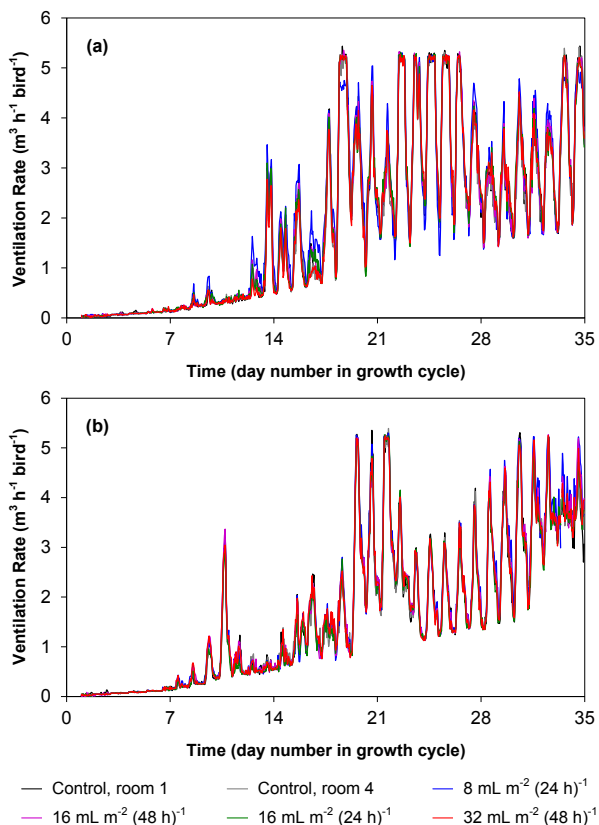 (a)
Ventilation Rate (m³ h⁻¹ bird⁻¹)
6
5
4
3
2
1
0
0 7 14 21 28 35
Time (day number in growth cycle)
(b)
Ventilation Rate (m³ h⁻¹ bird⁻¹)
6
5
4
3
2
1
0
0 7 14 21 28 35
Time (day number in growth cycle)
Control, room 1 Control, room 4 8 mL m⁻² (24 h)⁻¹
16 mL m⁻² (48 h)⁻¹ 16 mL m⁻² (24 h)⁻¹ 32 mL m⁻² (48 h)⁻¹